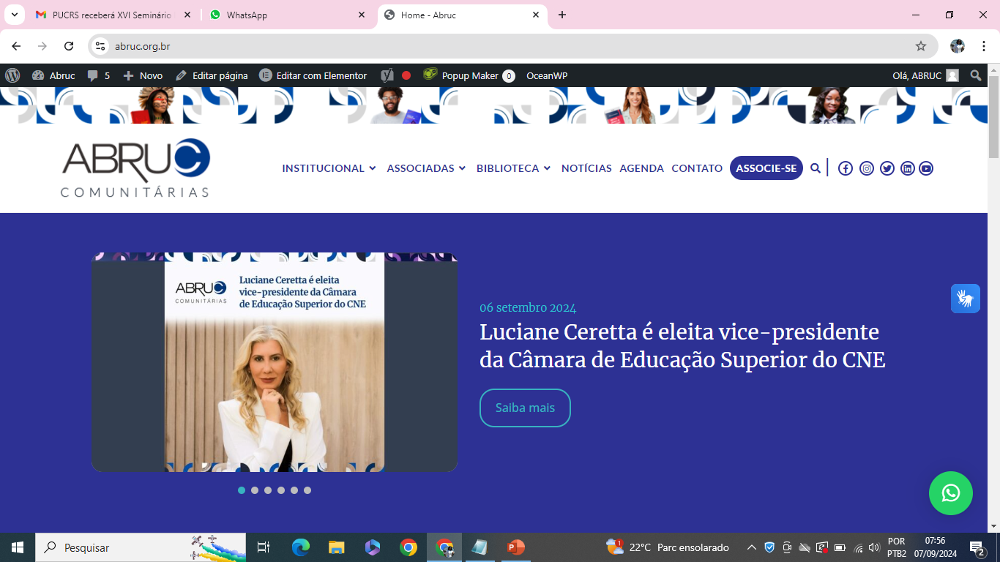 PUCRS receberá XVI Seminário
WhatsApp
Home - Abruc
abruc.org.br
Abruc
5
Novo
Editar página
Editar com Elementor
Popup Maker 0
OceanWP
Olá, ABRUC
ABRUC
COMUNITÁRIAS
INSTITUCIONAL
ASSOCIADAS
BIBLIOTECA
NOTÍCIAS
AGENDA
CONTATO
ASSOCIE-SE
ABRUC
COMUNITÁRIAS
Luciane Ceretta é eleita
vice-presidente da Câmara
de Educação Superior do CNE
06 setembro 2024
Luciane Ceretta é eleita vice-presidente
da Câmara de Educação Superior do CNE
Saiba mais
Pesquisar
1
22°C Parc ensolarado
POR
PTB2
07:56
07/09/2024
2